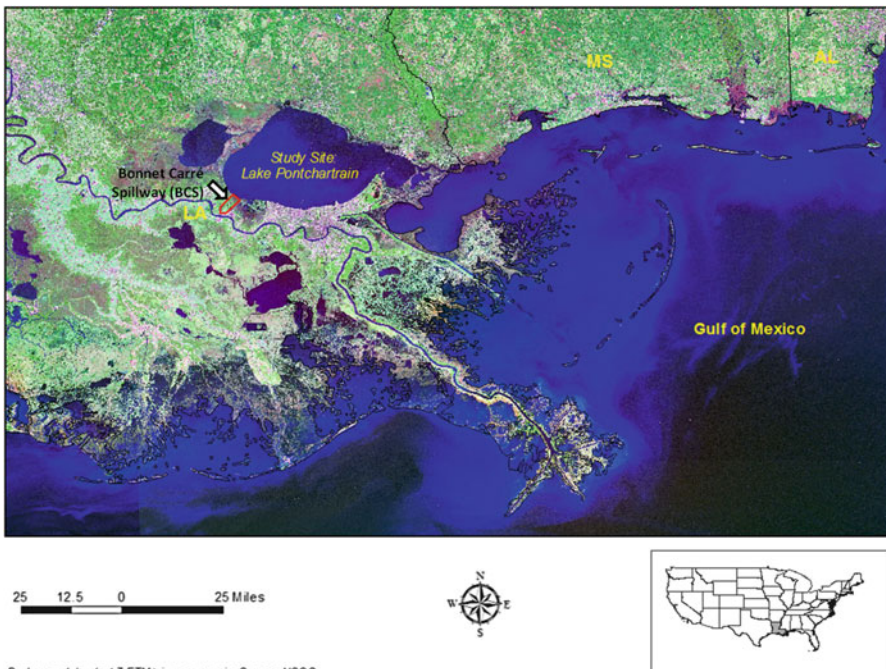 MS
AL
Study Site:
Lake Pontchartrain
Bonnet Carré
Spillway (BCS)
LA
Gulf of Mexico
25 12.5 0 25 Miles
N
W E
S